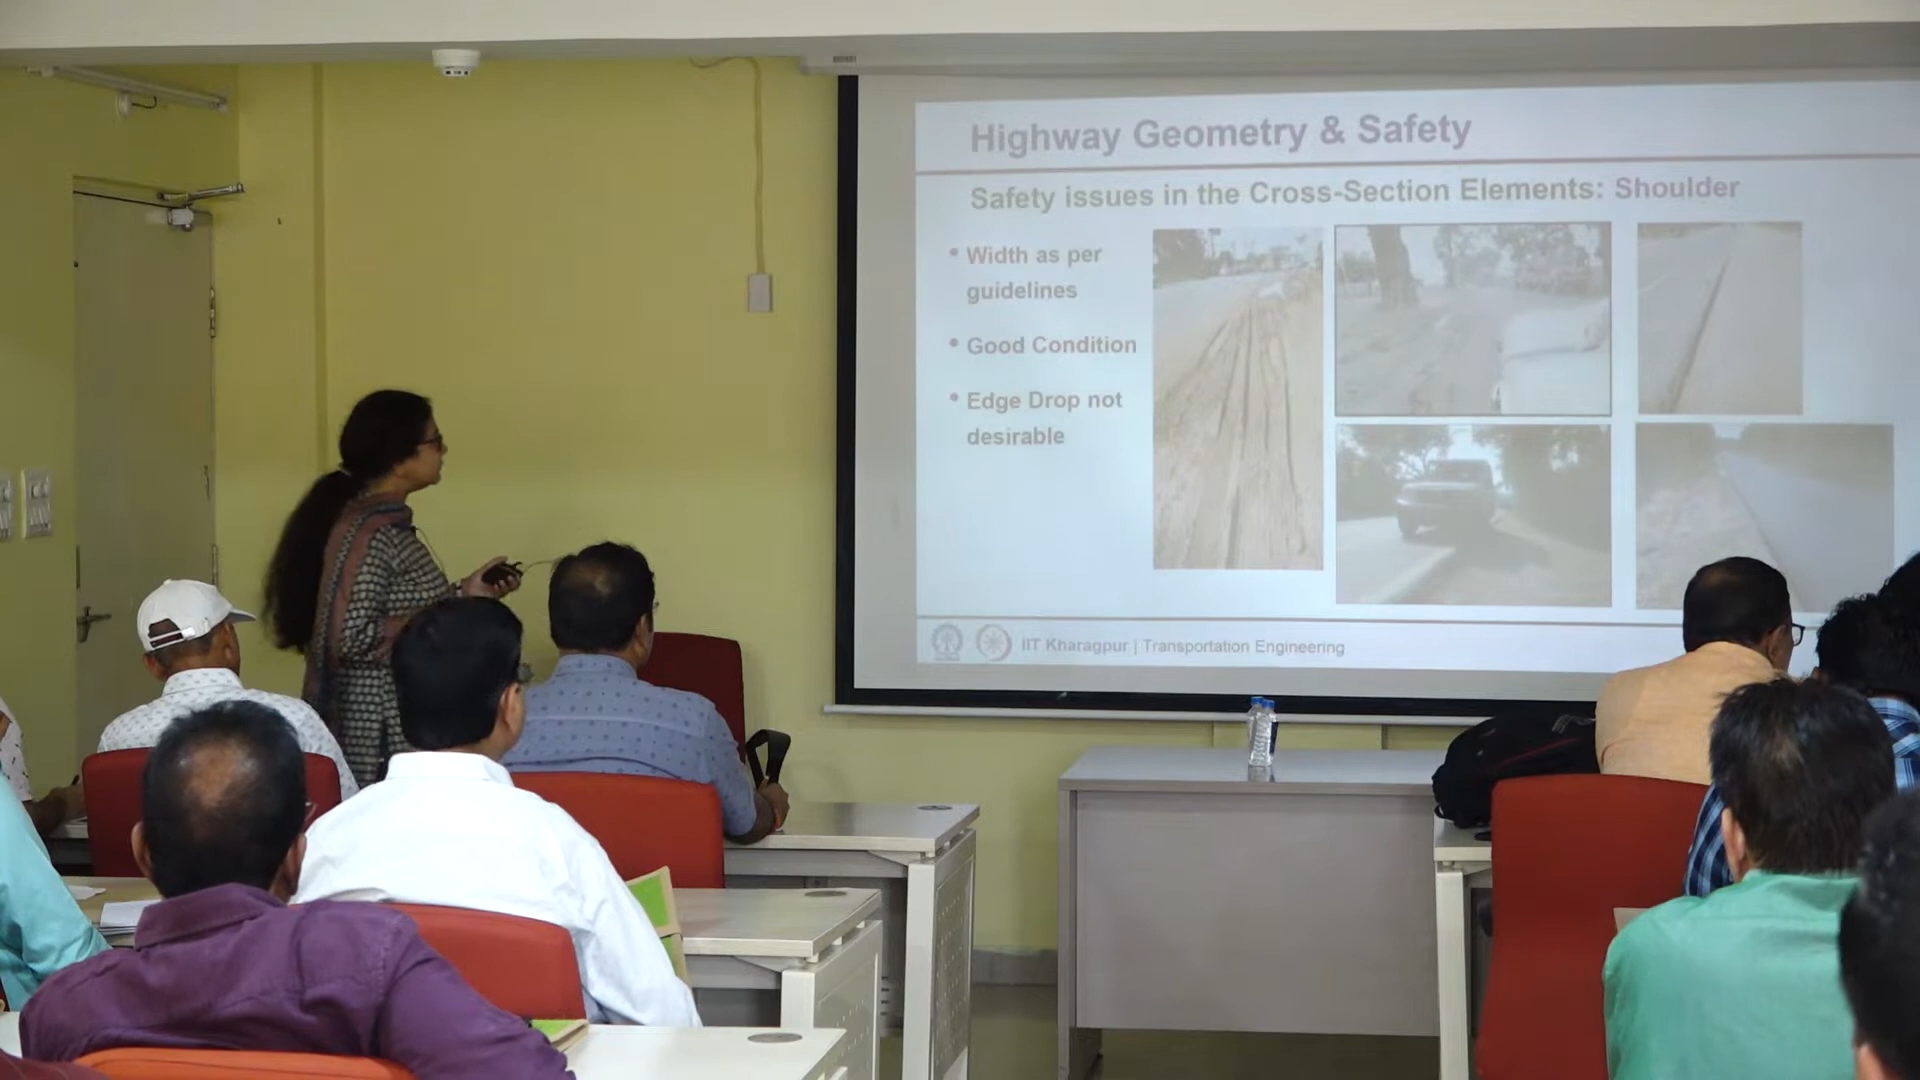 Highway Geometry & Safety
Safety issues in the Cross-Section Elements: Shoulder
• Width as per
guidelines
• Good Condition
• Edge Drop not
desirable
IIT Kharagpur | Transportation Engineering